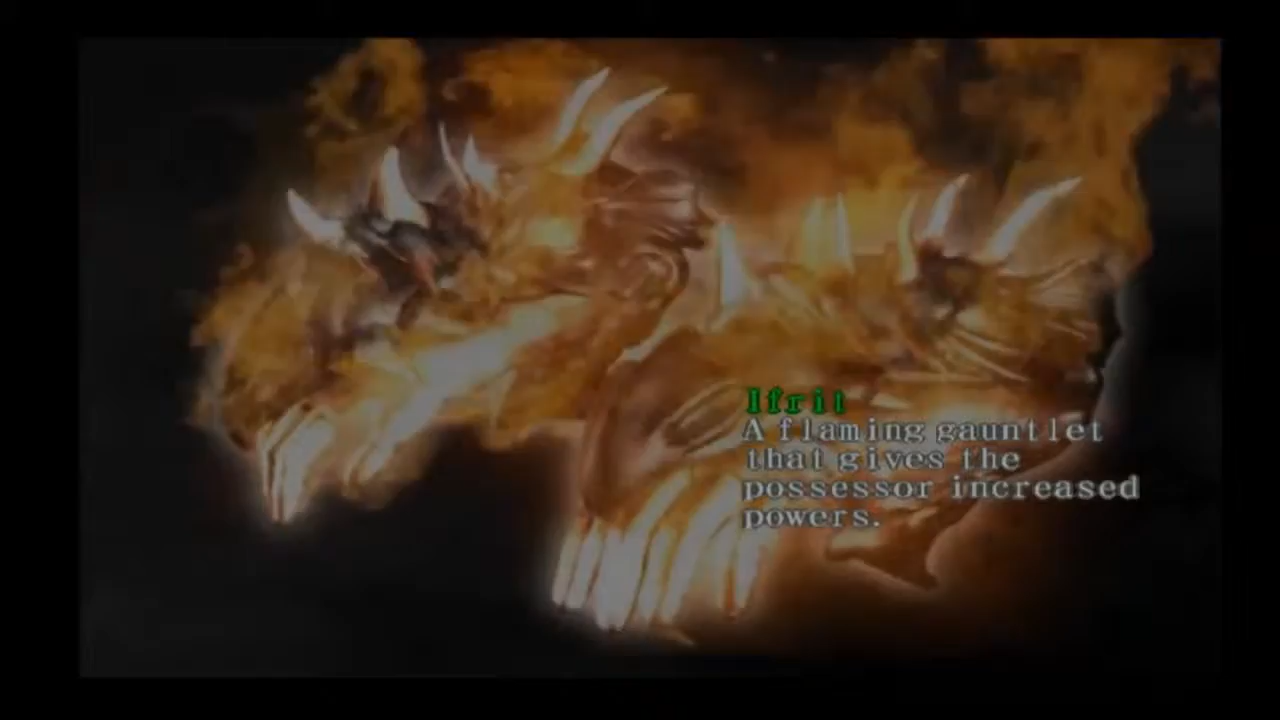 Ifrit
A flaming gauntlet
that gives the
possessor increased
powers.